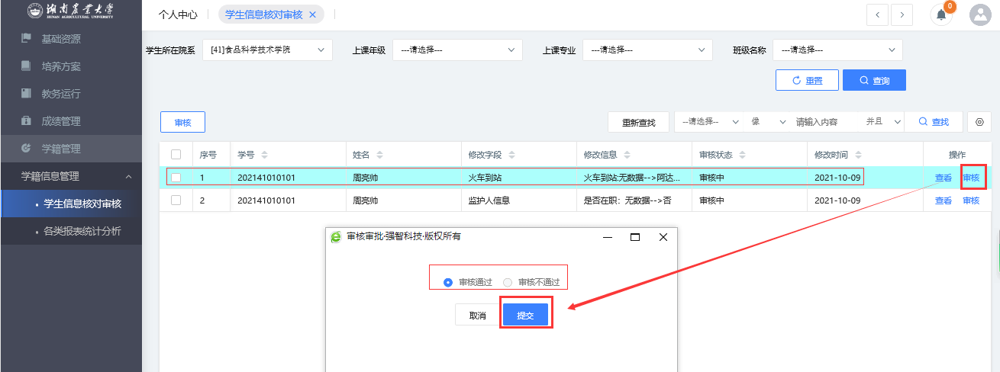 湖南农业大学
HUNAN AGRICULTURAL UNIVERSITY
个人中心
学生信息核对审核
0
基础资源
培养方案
教务运行
成绩管理
学籍管理
学籍信息管理
学生信息核对审核
各类报表统计分析
学生所在院系 [41]食品科学技术学院 上课年级 ---请选择--- 上课专业 ---请选择--- 班级名称 ---请选择---
重置 查询
审核 重新查找 --请选择-- 像 请输入内容 并且 查找
序号 学号 姓名 修改字段 修改信息 审核状态 修改时间 操作
1 202141010101 周亮帅 火车到站 火车到站:无数据-->阿达... 审核中 2021-10-09 查看 审核
2 202141010101 周亮帅 监护人信息 是否在职：无数据-->否 审核中 2021-10-09 查看 审核
审核审批·强智科技·版权所有
审核通过 审核不通过
取消 提交